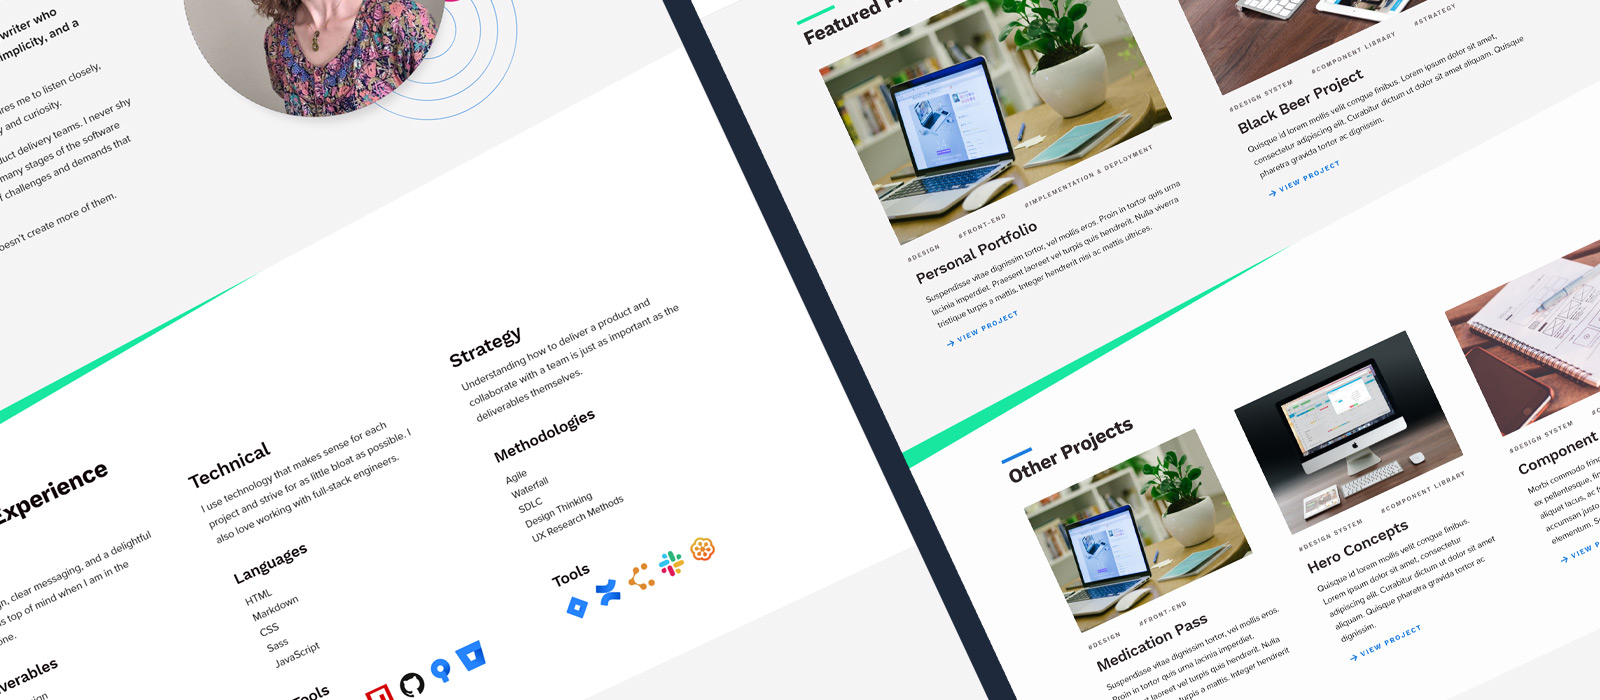 writer who
simplicity, and a
res me to listen closely,
y and curiosity.
duct delivery teams. I never shy
many stages of the software
f challenges and demands that
oesn't create more of them.
Experience
n, clear messaging, and a delightful
s top of mind when I am in the
one.
verables
Technical
I use technology that makes sense for each
project and strive for as little bloat as possible. I
also love working with full-stack engineers.
Languages
HTML
Markdown
CSS
Sass
JavaScript
Tools
Strategy
Understanding how to deliver a product and
collaborate with a team is just as important as the
deliverables themselves.
Methodologies
Agile
Waterfall
SDLC
Design Thinking
UX Research Methods
Tools
Featured Pr
#DESIGN #FRONT-END #IMPLEMENTATION & DEPLOYMENT
Personal Portfolio
Suspendisse vitae dignissim tortor, vel mollis eros. Proin in tortor quis urna
lacinia imperdiet. Praesent laoreet vel turpis quis hendrerit. Nulla viverra
tristique turpis a mattis. Integer hendrerit nisi ac mattis ultrices.
VIEW PROJECT
#DESIGN SYSTEM #COMPONENT LIBRARY #STRATEGY
Black Beer Project
Quisque id lorem mollis velit congue finibus. Lorem ipsum dolor sit amet,
consectetur adipiscing elit. Curabitur dictum ut dolor sit amet aliquam. Quisque
pharetra gravida tortor ac dignissim.
VIEW PROJECT
Other Projects
#DESIGN #FRONT-END
Medication Pass
Suspendisse vitae dignissim tortor, vel mollis eros.
Proin in tortor quis urna lacinia imperdiet.
t laoreet vel turpis quis hendrerit. Nulla
e turpis a mattis. Integer hendrerit
#DESIGN SYSTEM #COMPONENT LIBRARY
Hero Concepts
Quisque id lorem mollis velit congue finibus.
Lorem ipsum dolor sit amet, consectetur
adipiscing elit. Curabitur dictum ut dolor sit amet
aliquam. Quisque pharetra gravida tortor ac
dignissim.
VIEW PROJECT
#DESIGN SYSTEM #C
Component
Morbi commodo frin
ex pellentesque, fin
aliquet lacus, ac f
accumsan justo
elementum. S
VIEW P